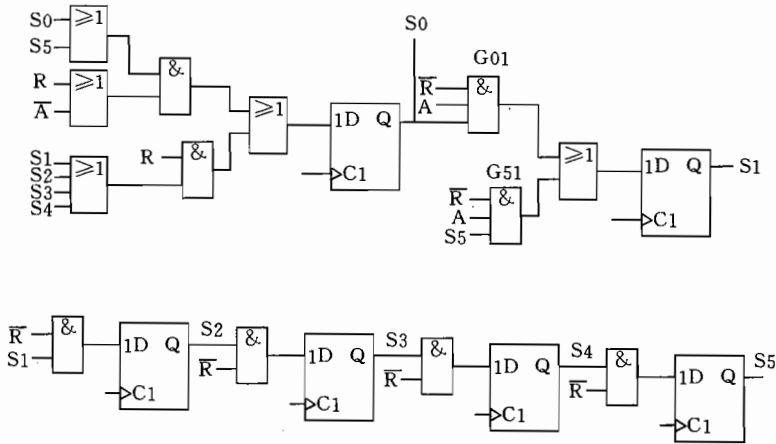 S0
S5
≥1
R
A̅
≥1
&
S1
S2
S3
S4
≥1
R
&
≥1
1D Q
C1
S0
G01
R̅
A
&
G51
R̅
A
S5
&
≥1
1D Q
C1
S1
R̅
S1
&
1D Q
C1
S2
R̅
&
1D Q
C1
S3
R̅
&
1D Q
C1
S4
R̅
&
1D Q
C1
S5